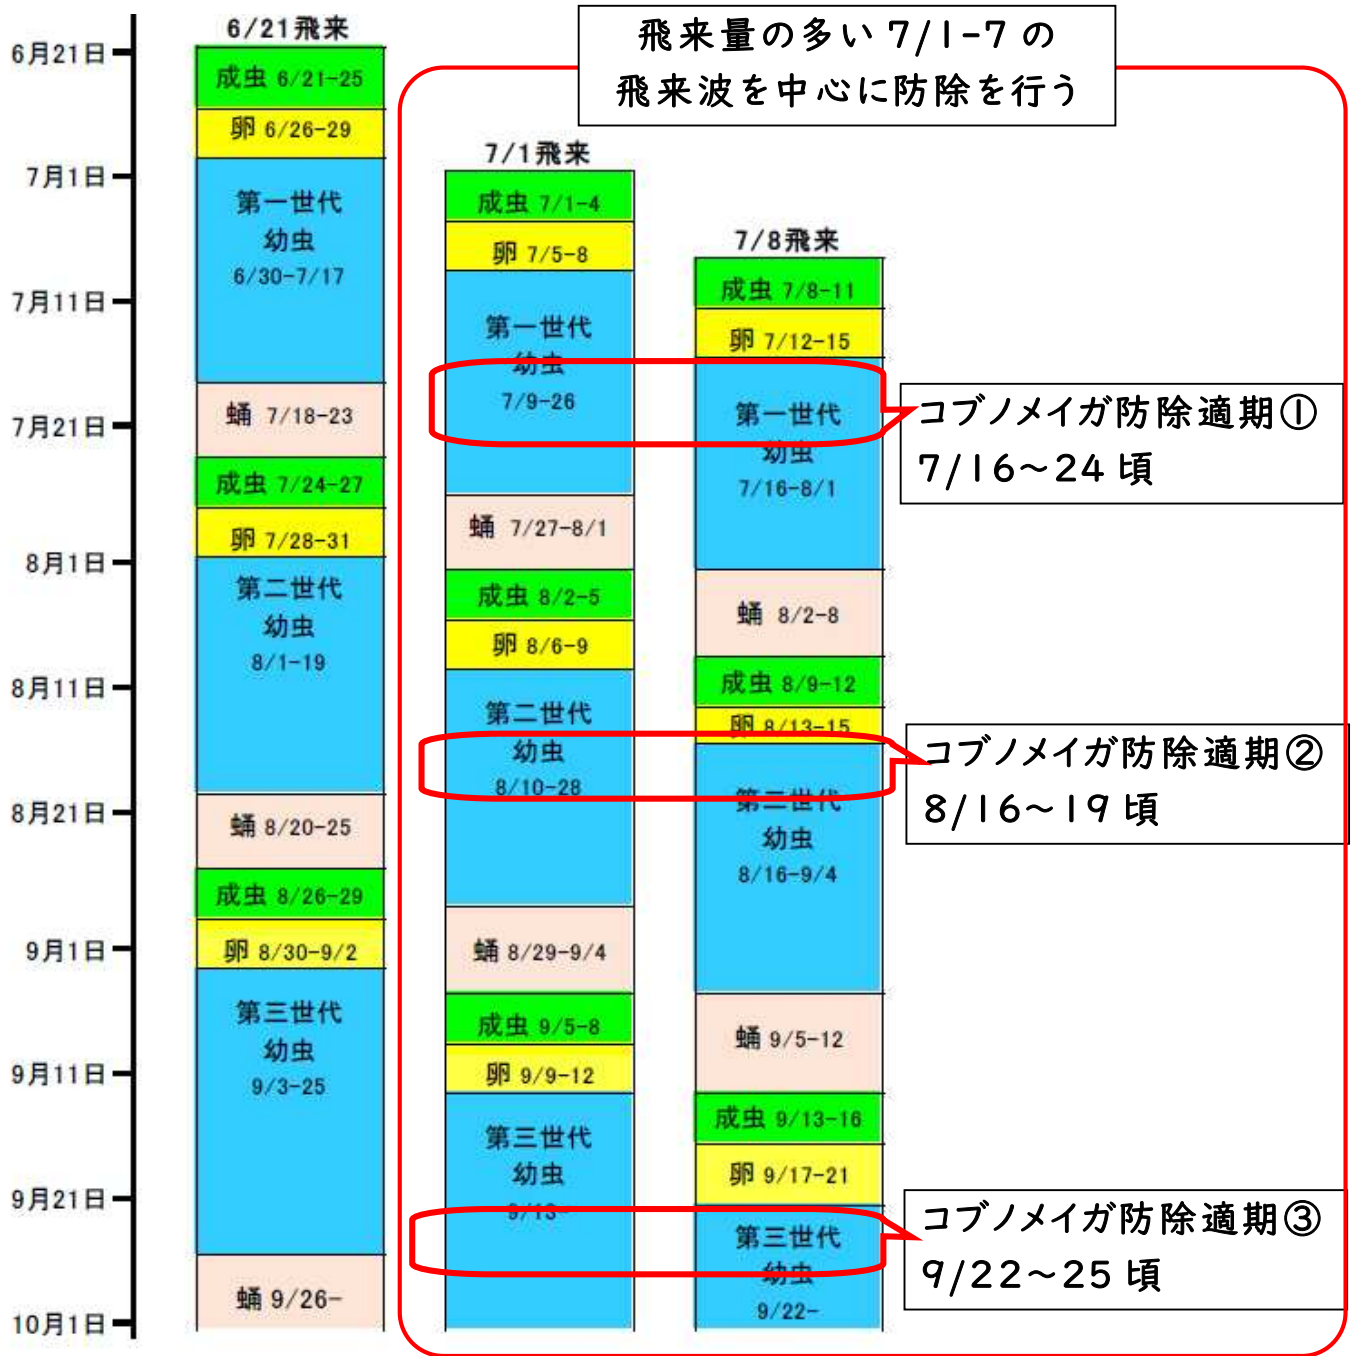 飛来量の多い 7/1-7 の
飛来波を中心に防除を行う
6月21日
7月1日
7月11日
7月21日
8月1日
8月11日
8月21日
9月1日
9月11日
9月21日
10月1日
6/21飛来
成虫 6/21-25
卵 6/26-29
第一世代
幼虫
6/30-7/17
蛹 7/18-23
成虫 7/24-27
卵 7/28-31
第二世代
幼虫
8/1-19
蛹 8/20-25
成虫 8/26-29
卵 8/30-9/2
第三世代
幼虫
9/3-25
蛹 9/26-
7/1飛来
成虫 7/1-4
卵 7/5-8
第一世代
幼虫
7/9-26
蛹 7/27-8/1
成虫 8/2-5
卵 8/6-9
第二世代
幼虫
8/10-28
蛹 8/29-9/4
成虫 9/5-8
卵 9/9-12
第三世代
幼虫
9/13-
7/8飛来
成虫 7/8-11
卵 7/12-15
第一世代
幼虫
7/16-8/1
蛹 8/2-8
成虫 8/9-12
卵 8/13-15
第二世代
幼虫
8/16-9/4
蛹 9/5-12
成虫 9/13-16
卵 9/17-21
第三世代
幼虫
9/22-
コブノメイガ防除適期①
7/16~24 頃
コブノメイガ防除適期②
8/16~19 頃
コブノメイガ防除適期③
9/22~25 頃